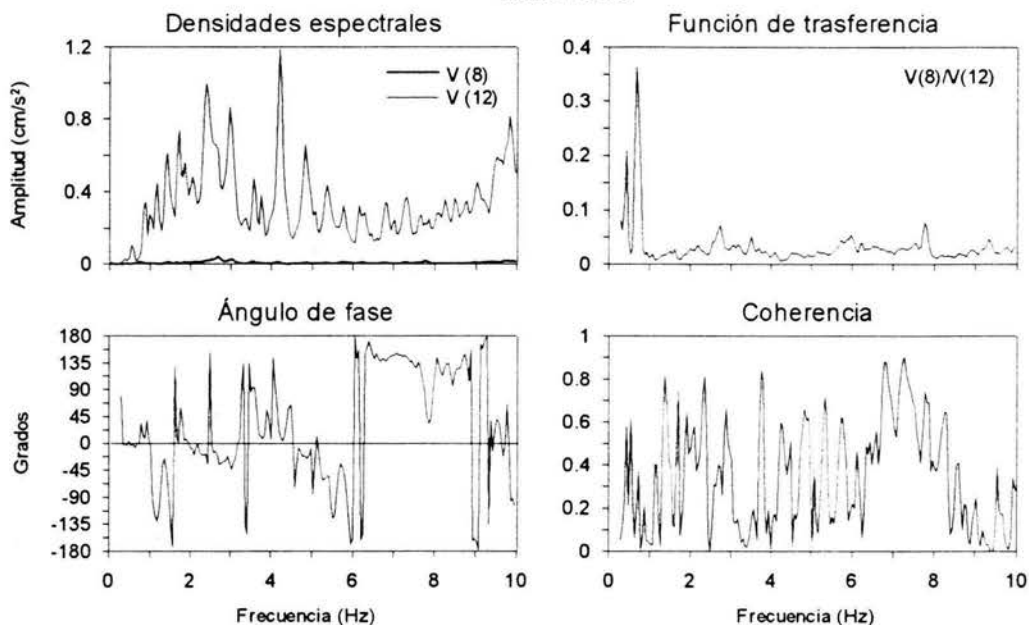 Densidades espectrales
Amplitud (cm/s²)
1.2
0.8
0.4
0
V (8)
V (12)
Función de trasferencia
0.4
0.3
0.2
0.1
0
V(8)/V(12)
Ángulo de fase
Grados
180
135
90
45
0
-45
-90
-135
-180
0 2 4 6 8 10
Frecuencia (Hz)
Coherencia
1
0.8
0.6
0.4
0.2
0
0 2 4 6 8 10
Frecuencia (Hz)